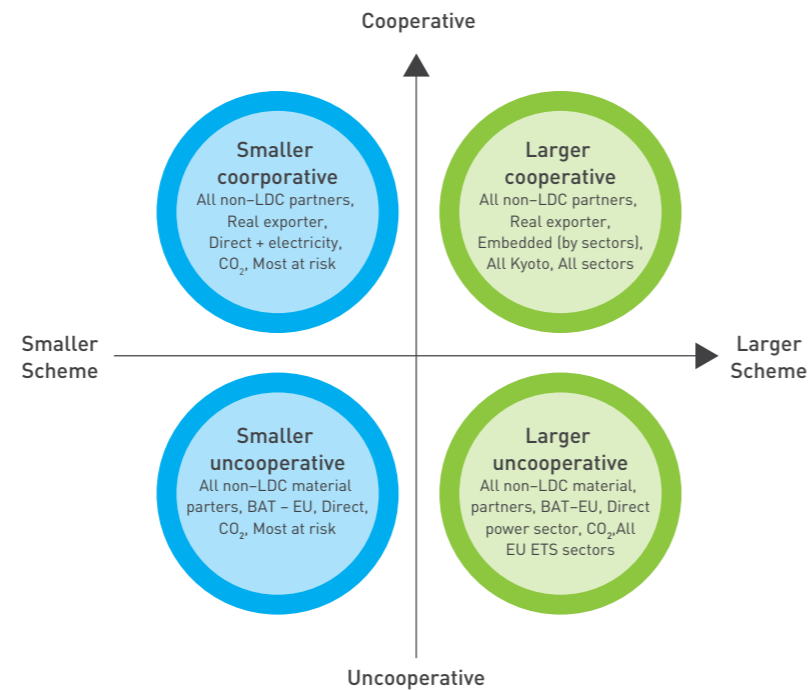 Cooperative
Smaller
coorporative
All non–LDC partners,
Real exporter,
Direct + electricity,
CO₂, Most at risk
Larger
cooperative
All non–LDC partners,
Real exporter,
Embedded (by sectors),
All Kyoto, All sectors
Smaller
Scheme
Larger
Scheme
Smaller
uncooperative
All non–LDC material
parters, BAT – EU, Direct,
CO₂, Most at risk
Larger
uncooperative
All non–LDC material,
partners, BAT–EU, Direct
power sector, CO₂,All
EU ETS sectors
Uncooperative